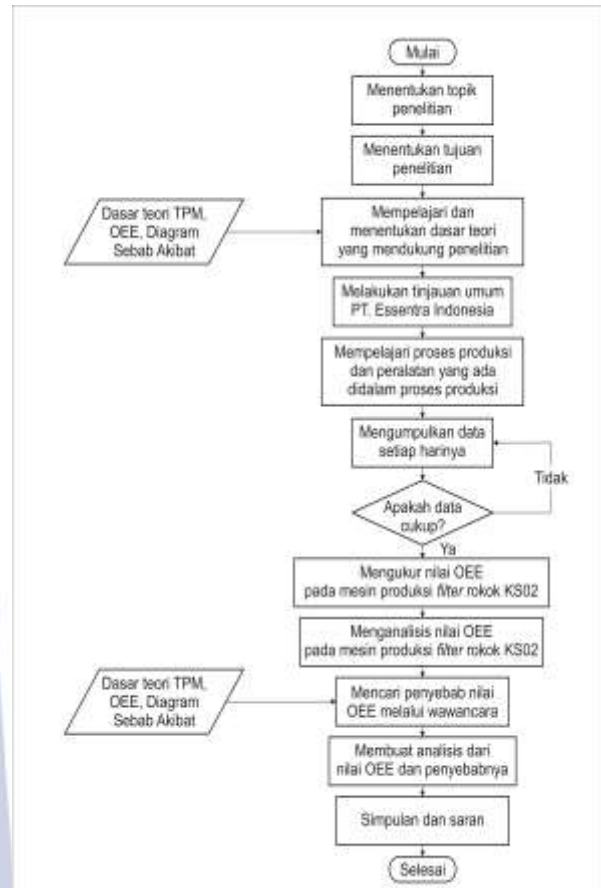 Mulai
Menentukan topik
penelitian
Menentukan tujuan
penelitian
Dasar teori TPM,
OEE, Diagram
Sebab Akibat
Mempelajari dan
menentukan dasar teori
yang mendukung penelitian
Melakukan tinjauan umum
PT. Essentra Indonesia
Mempelajari proses produksi
dan peralatan yang ada
didalam proses produksi
Mengumpulkan data
setiap harinya
Tidak
Apakah data
cukup?
Ya
Mengukur nilai OEE
pada mesin produksi filter rokok KS02
Menganalisis nilai OEE
pada mesin produksi filter rokok KS02
Dasar teori TPM,
OEE, Diagram
Sebab Akibat
Mencari penyebab nilai
OEE melalui wawancara
Membuat analisis dari
nilai OEE dan penyebabnya
Simpulan dan saran
Selesai